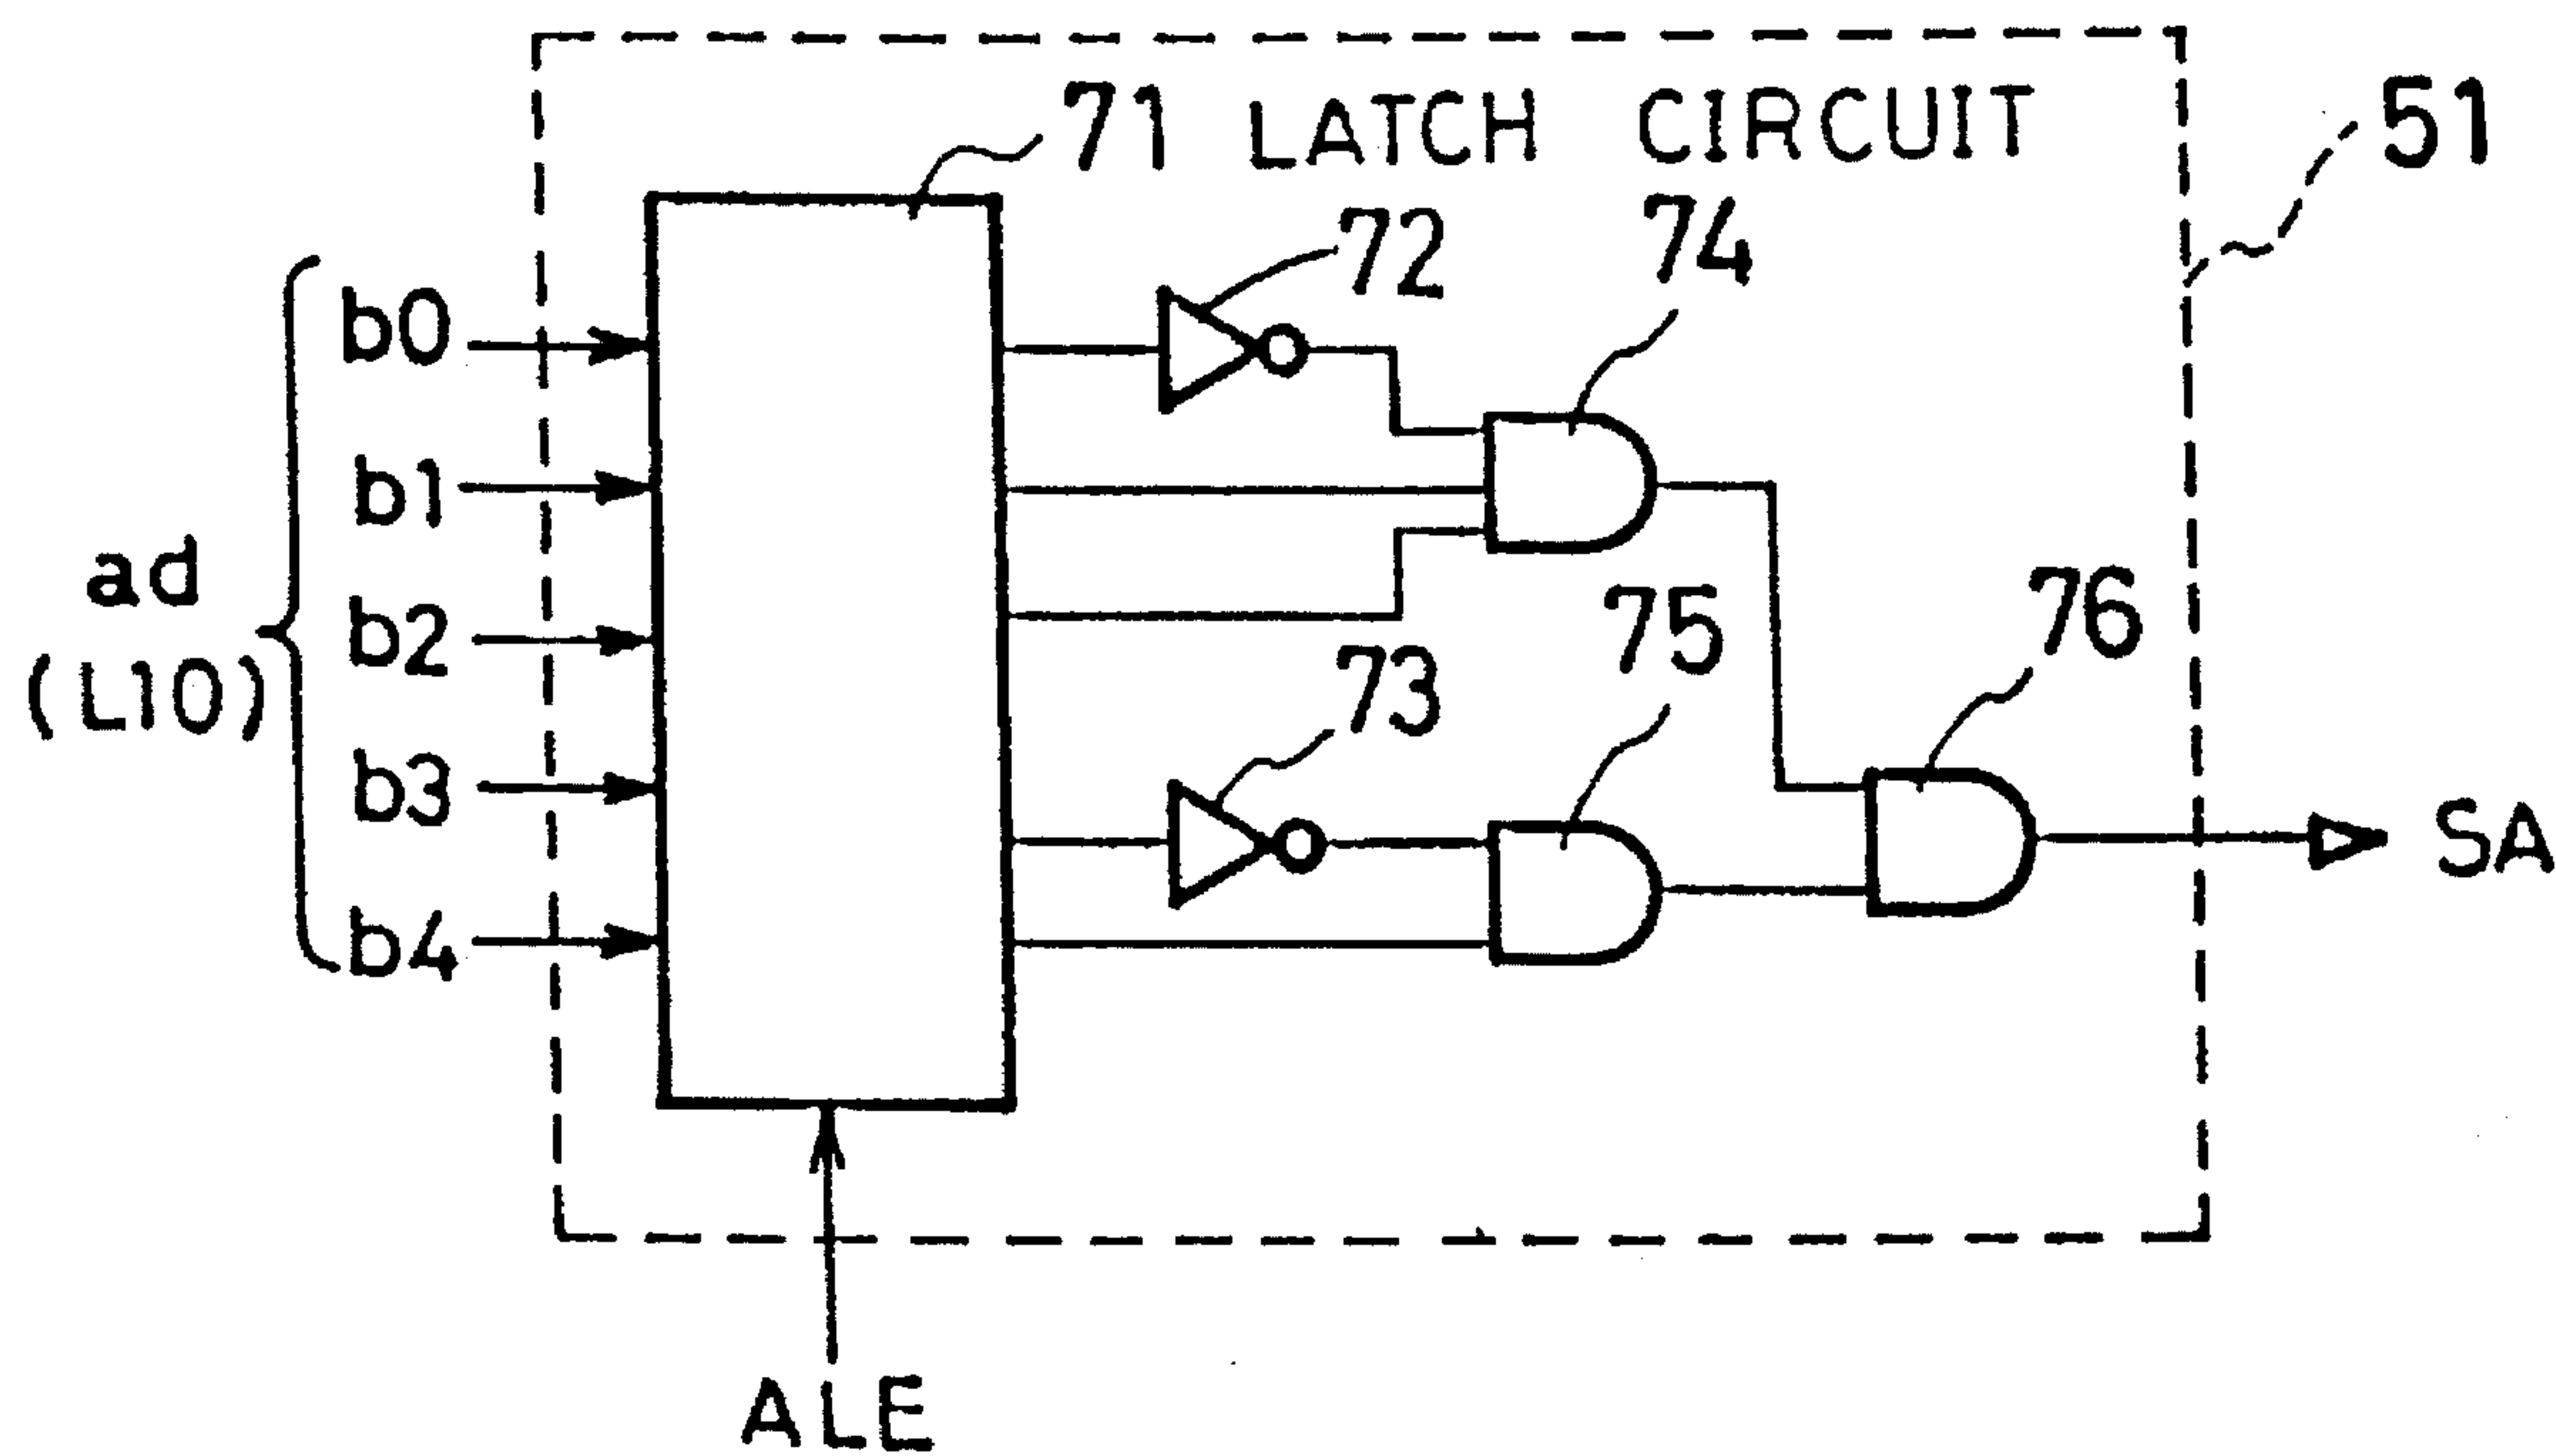 71 LATCH CIRCUIT
51
72
74
b0
b1
ad
(L10)
b2
75
76
73
b3
SA
b4
ALE